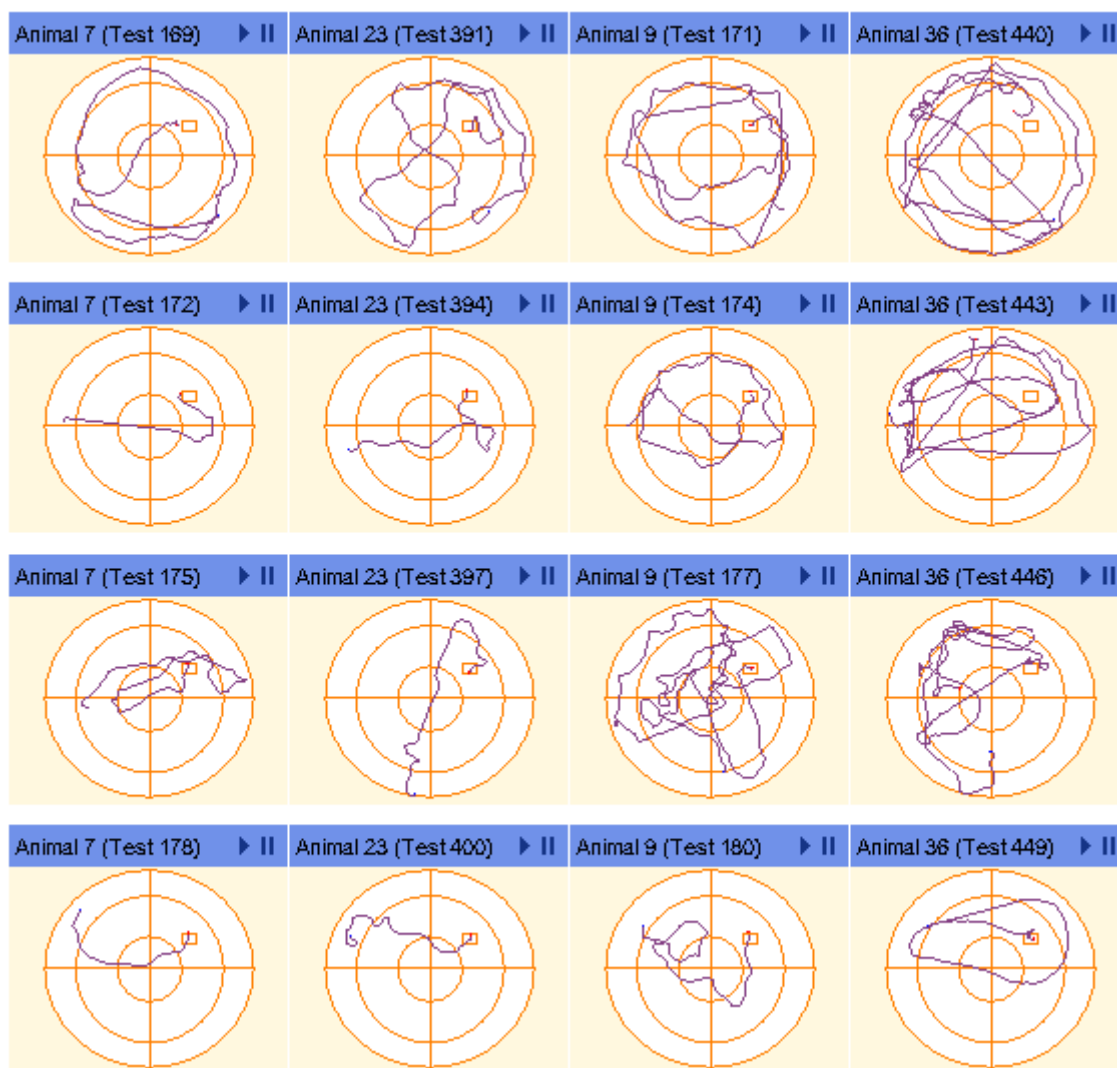 Animal 7 (Test 169)
Animal 23 (Test 391)
Animal 9 (Test 171)
Animal 36 (Test 440)
Animal 7 (Test 172)
Animal 23 (Test 394)
Animal 9 (Test 174)
Animal 36 (Test 443)
Animal 7 (Test 175)
Animal 23 (Test 397)
Animal 9 (Test 177)
Animal 36 (Test 446)
Animal 7 (Test 178)
Animal 23 (Test 400)
Animal 9 (Test 180)
Animal 36 (Test 449)